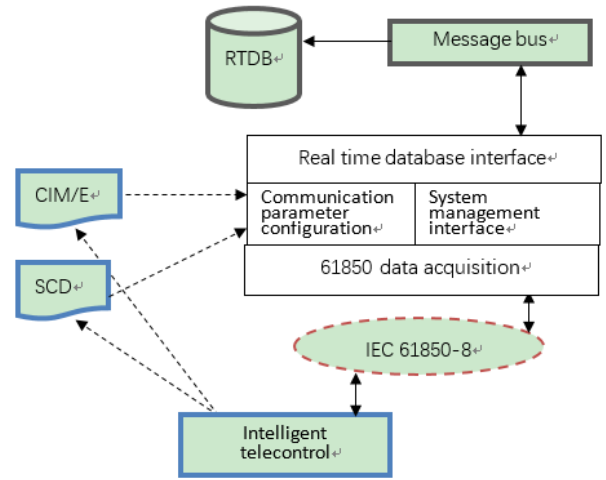 RTDB
Message bus
Real time database interface
CIM/E
Communication
parameter
configuration
System
management
interface
SCD
61850 data acquisition
IEC 61850-8
Intelligent
telecontrol